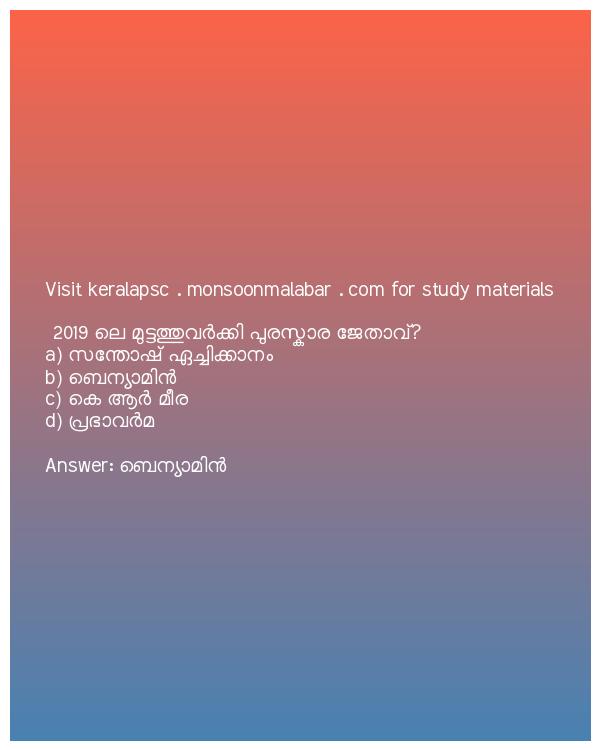 Visit keralapsc . monsoonmalabar . com for study materials
2019 ലെ മുട്ടത്തുവർക്കി പുരസ്കാര ജേതാവ്?
a) സന്തോഷ് ഏച്ചിക്കാനം
b) ബെന്യാമിൻ
c) കെ ആർ മീര
d) പ്രഭാവർമ
Answer: ബെന്യാമിൻ